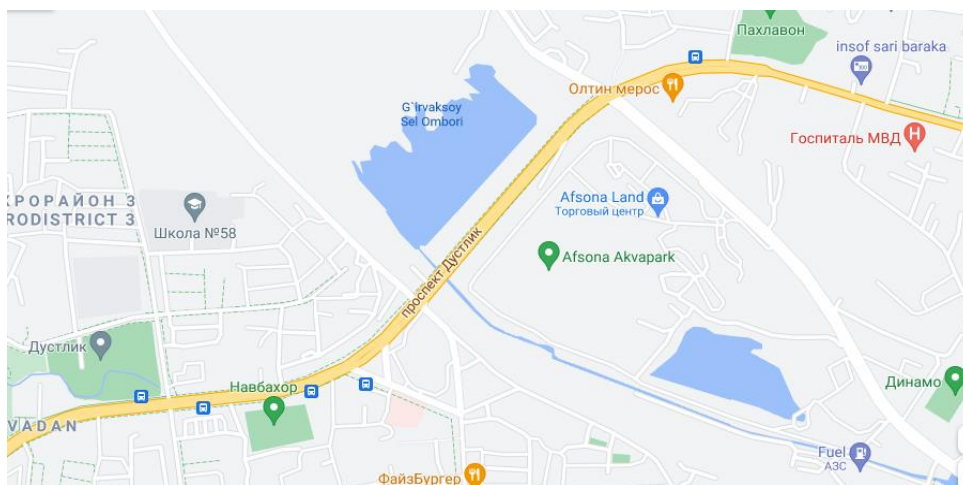 Пахлавон
insof sari baraka
Олтин мерос
G`irvaksoy
Sel Ombori
Госпиталь МВД
КРОРАЙОН 3
RODISTRICT 3
Afsona Land
Торговый центр
Школа №58
Afsona Akvapark
проспект Дустлик
Дустлик
Навбахор
Динамо
VADAN
Fuel
АЗС
ФайзБургер